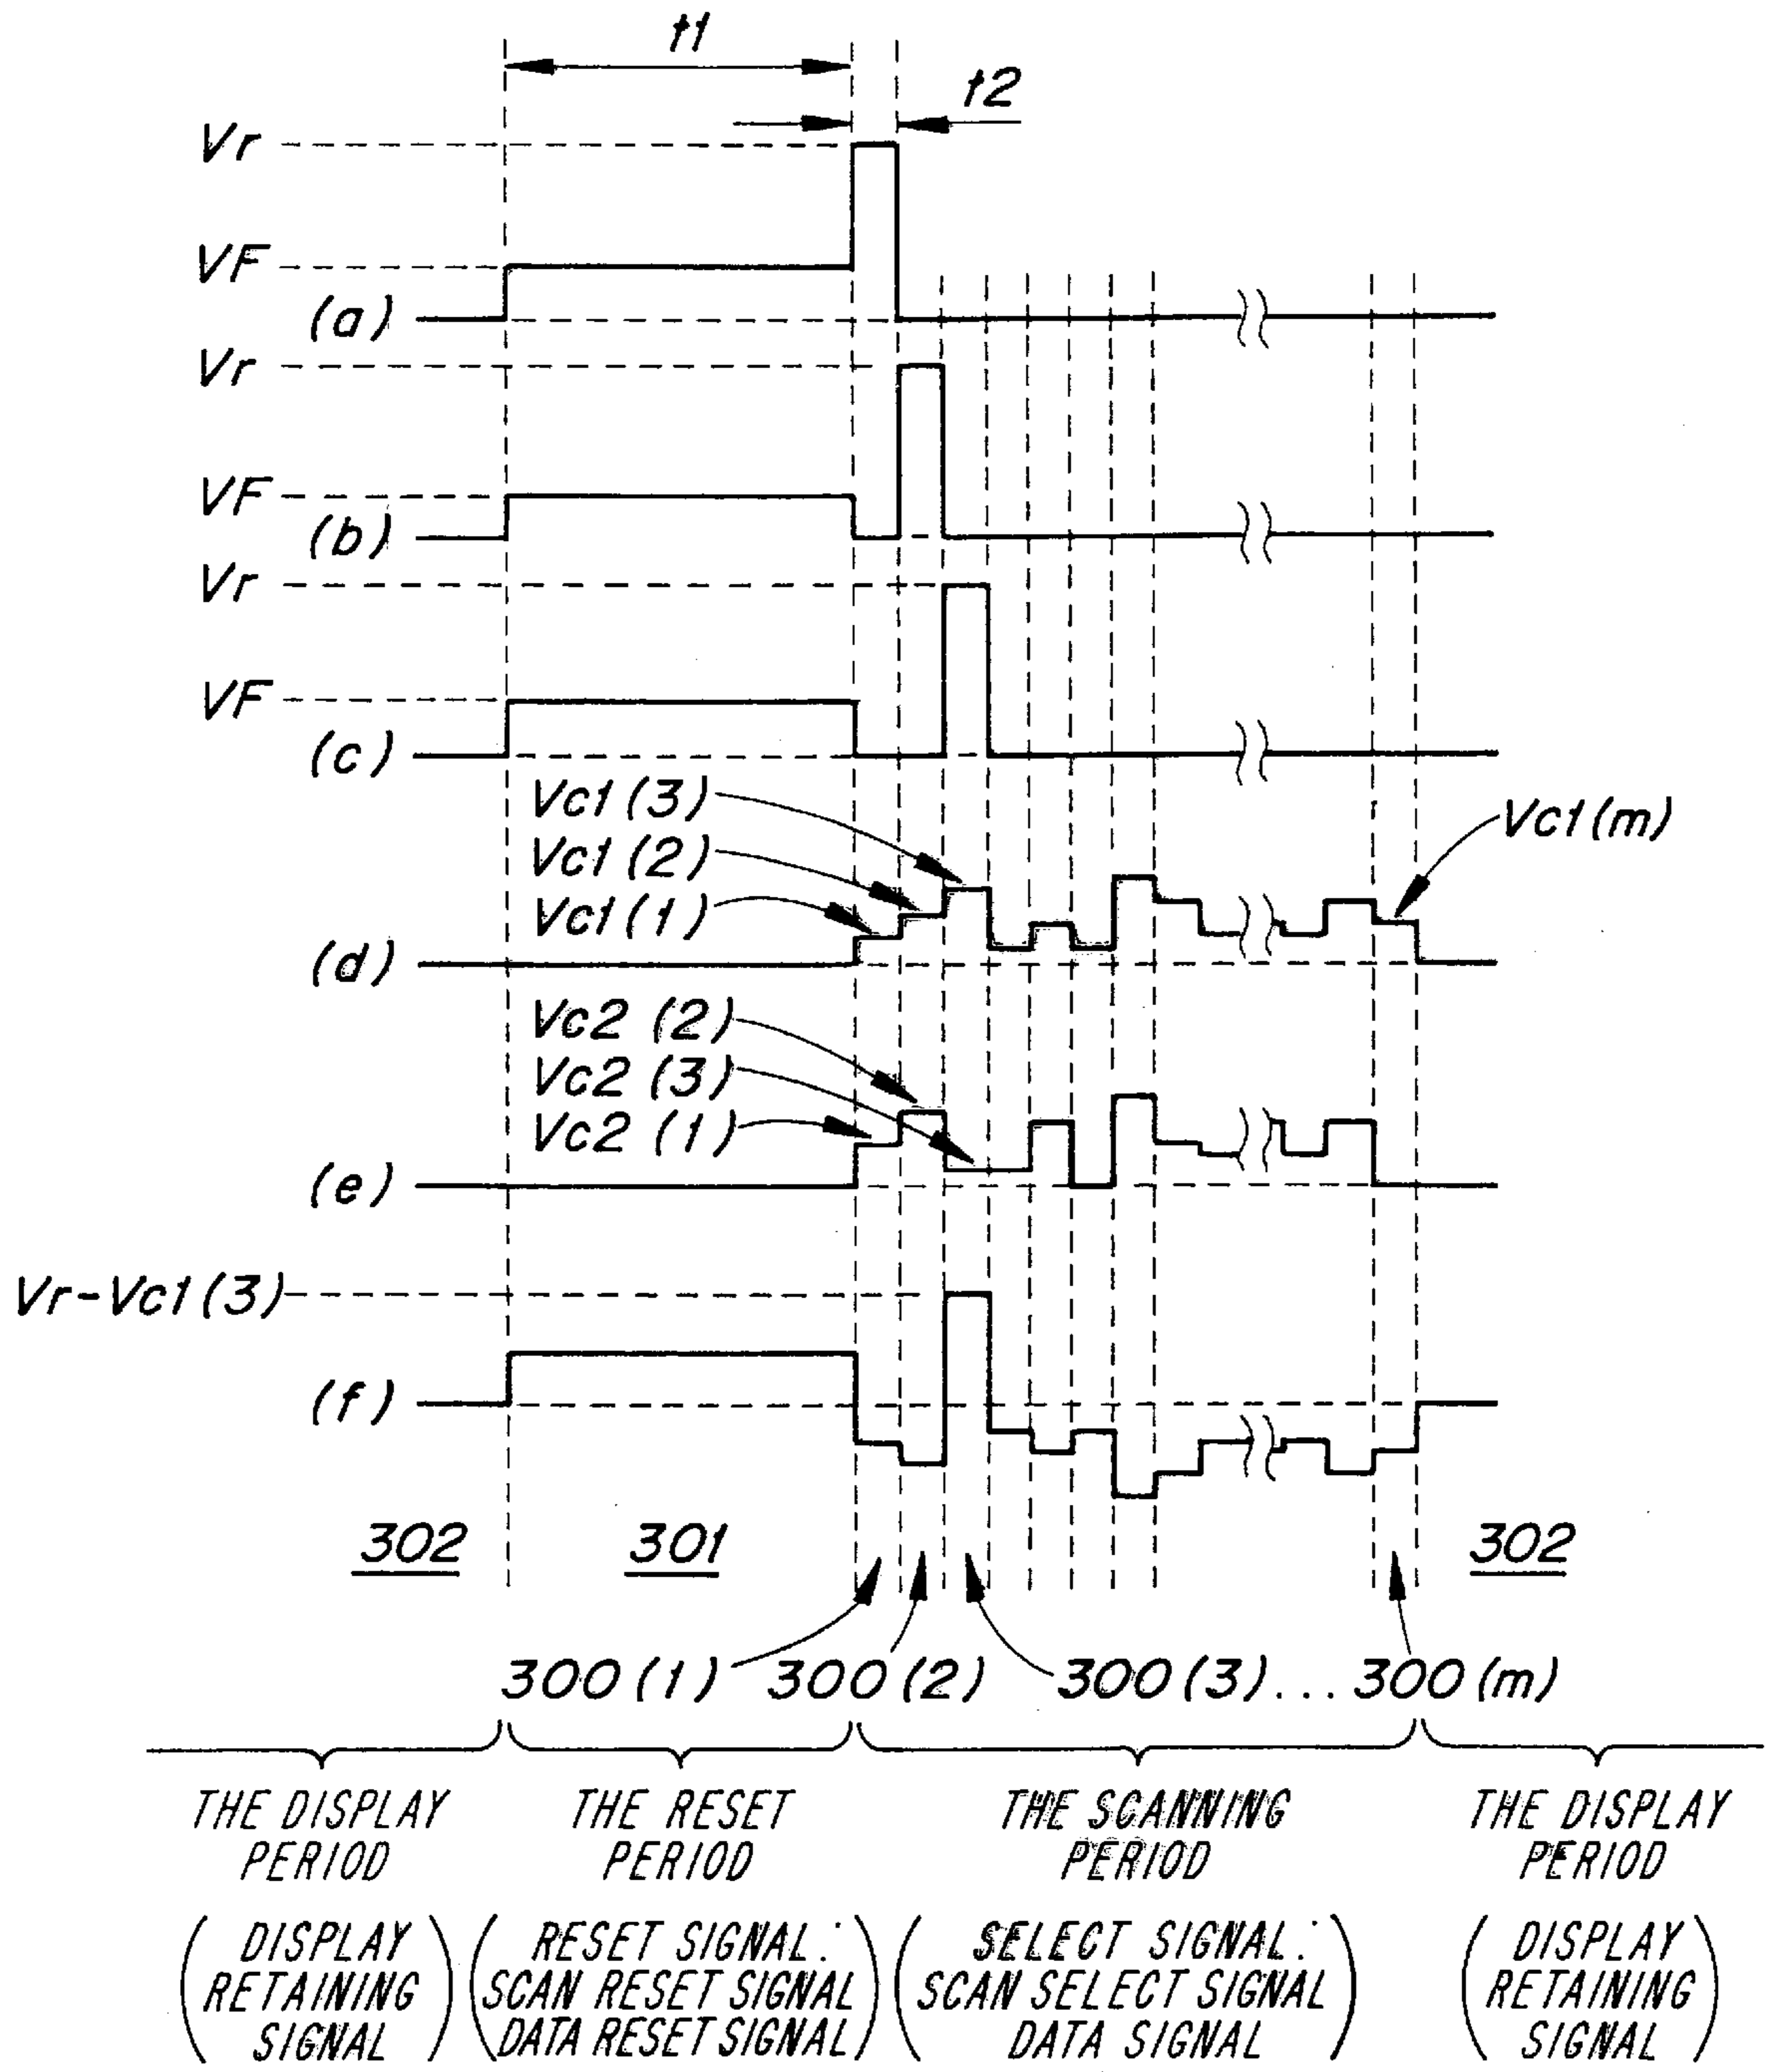 t1
t2
Vr
VF
(a)
Vr
VF
(b)
Vr
VF
(c)
Vc1(3)
Vc1(2)
Vc1(1)
Vc1(m)
(d)
Vc2(2)
Vc2(3)
Vc2(1)
(e)
Vr-Vc1(3)
(f)
302
301
302
300(1) 300(2) 300(3)...300(m)
THE DISPLAY
PERIOD
THE RESET
PERIOD
THE SCANNING
PERIOD
THE DISPLAY
PERIOD
(DISPLAY
RETAINING
SIGNAL)
(RESET SIGNAL:
SCAN RESET SIGNAL
DATA RESET SIGNAL)
(SELECT SIGNAL:
SCAN SELECT SIGNAL
DATA SIGNAL)
(DISPLAY
RETAINING
SIGNAL)